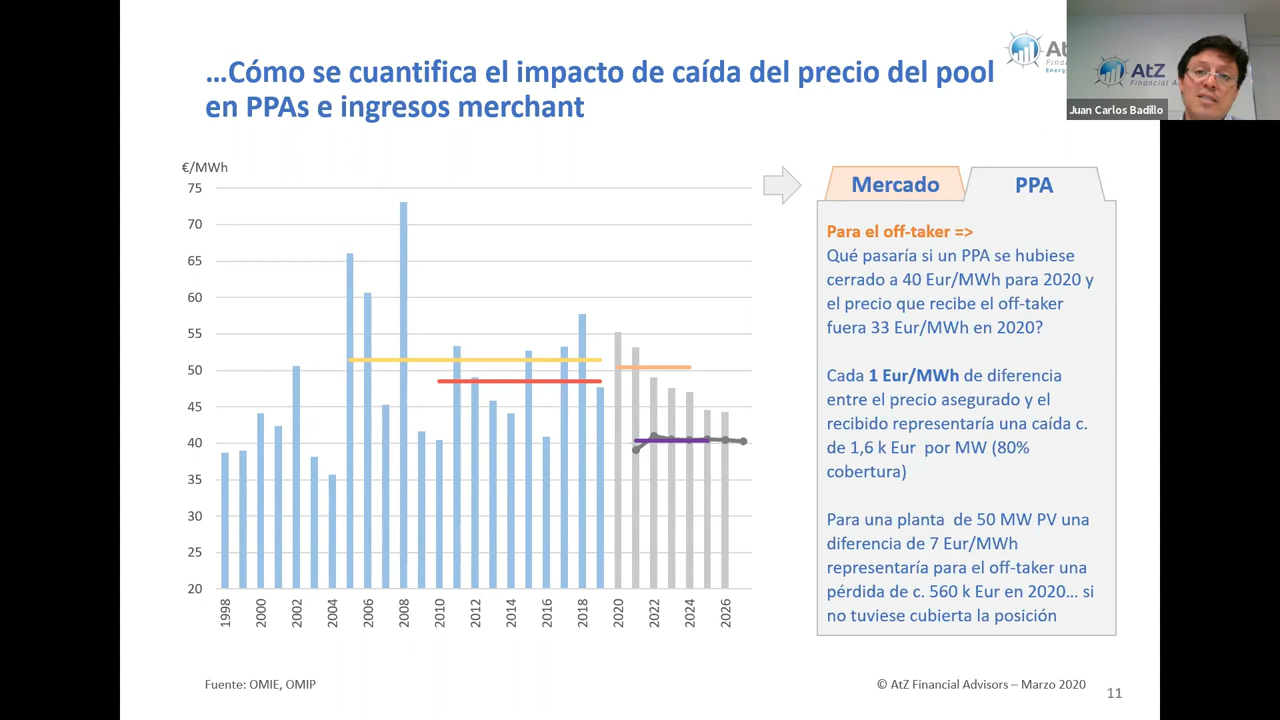 …Cómo se cuantifica el impacto de caída del precio del pool
en PPAs e ingresos merchant
AtZ
Financial A
Juan Carlos Badillo
€/MWh
75
70
65
60
55
50
45
40
35
30
25
20
1998
2000
2002
2004
2006
2008
2010
2012
2014
2016
2018
2020
2022
2024
2026
Mercado
PPA
Para el off-taker =>
Qué pasaría si un PPA se hubiese
cerrado a 40 Eur/MWh para 2020 y
el precio que recibe el off-taker
fuera 33 Eur/MWh en 2020?
Cada 1 Eur/MWh de diferencia
entre el precio asegurado y el
recibido representaría una caída c.
de 1,6 k Eur por MW (80%
cobertura)
Para una planta de 50 MW PV una
diferencia de 7 Eur/MWh
representaría para el off-taker una
pérdida de c. 560 k Eur en 2020… si
no tuviese cubierta la posición
Fuente: OMIE, OMIP
© AtZ Financial Advisors – Marzo 2020
11